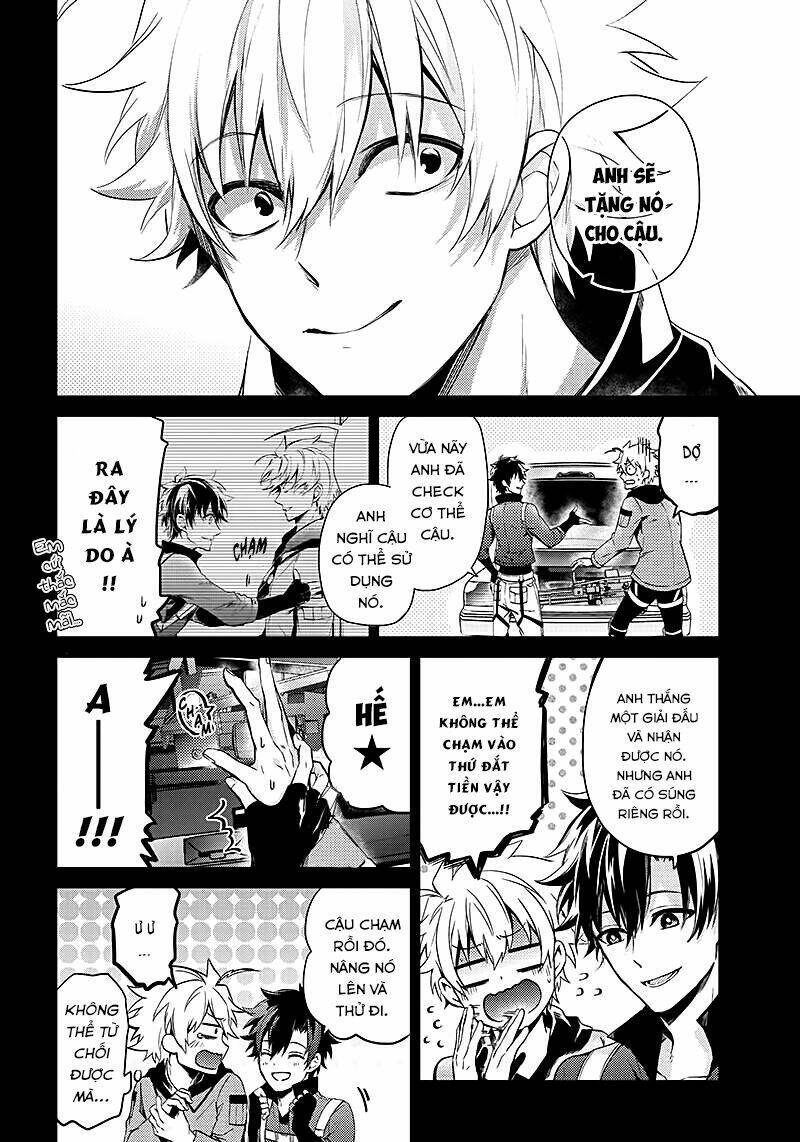 ANH SẼ
TẶNG NÓ
CHO CẬU.
DỢ
...
VỪA NÃY
ANH ĐÃ
CHECK
CƠ THỂ
CẬU.
ANH
NGHĨ CẬU
CÓ THỂ SỬ
DỤNG
NÓ.
CHẠM
RA
ĐÂY
LÀ LÝ
DO À
!!
Em
cứ
thắc
mắc
mãi...
ANH THẮNG
MỘT GIẢI ĐẤU
VÀ NHẬN
ĐƯỢC NÓ.
NHƯNG ANH
ĐÃ CÓ SÚNG
RIÊNG RỒI.
EM...EM
KHÔNG THỂ
CHẠM VÀO
THỨ ĐẮT
TIỀN VẬY
ĐƯỢC...!!
HẾ
★
CHẠM
A
—
!!!
CẬU CHẠM
RỒI ĐÓ.
NÂNG NÓ
LÊN VÀ
THỬ ĐI.
Ư Ư
...
KHÔNG
THỂ TỪ
CHỐI
ĐƯỢC
MÀ...